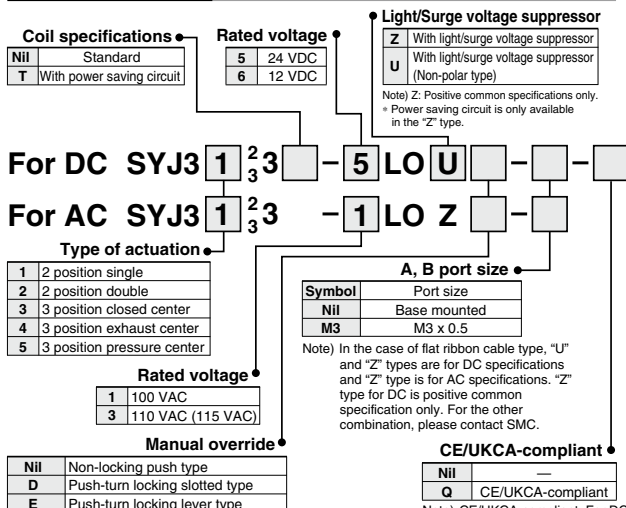 Coil specifications
Nil Standard
T With power saving circuit
Rated voltage
5 24 VDC
6 12 VDC
Light/Surge voltage suppressor
Z With light/surge voltage suppressor
U With light/surge voltage suppressor
(Non-polar type)
Note) Z: Positive common specifications only.
* Power saving circuit is only available
in the "Z" type.
For DC SYJ3 1 2 3 3 – 5 LO U – –
For AC SYJ3 1 2 3 3 – 1 LO Z –
Type of actuation
1 2 position single
2 2 position double
3 3 position closed center
4 3 position exhaust center
5 3 position pressure center
A, B port size
Symbol Port size
Nil Base mounted
M3 M3 x 0.5
Note) In the case of flat ribbon cable type, "U"
and "Z" types are for DC specifications
and "Z" type is for AC specifications. "Z"
type for DC is positive common
specification only. For the other
combination, please contact SMC.
Rated voltage
1 100 VAC
3 110 VAC (115 VAC)
Manual override
Nil Non-locking push type
D Push-turn locking slotted type
E Push-turn locking lever type
CE/UKCA-compliant
Nil —
Q CE/UKCA-compliant
Note) CE/UKCA-compliant: For DC